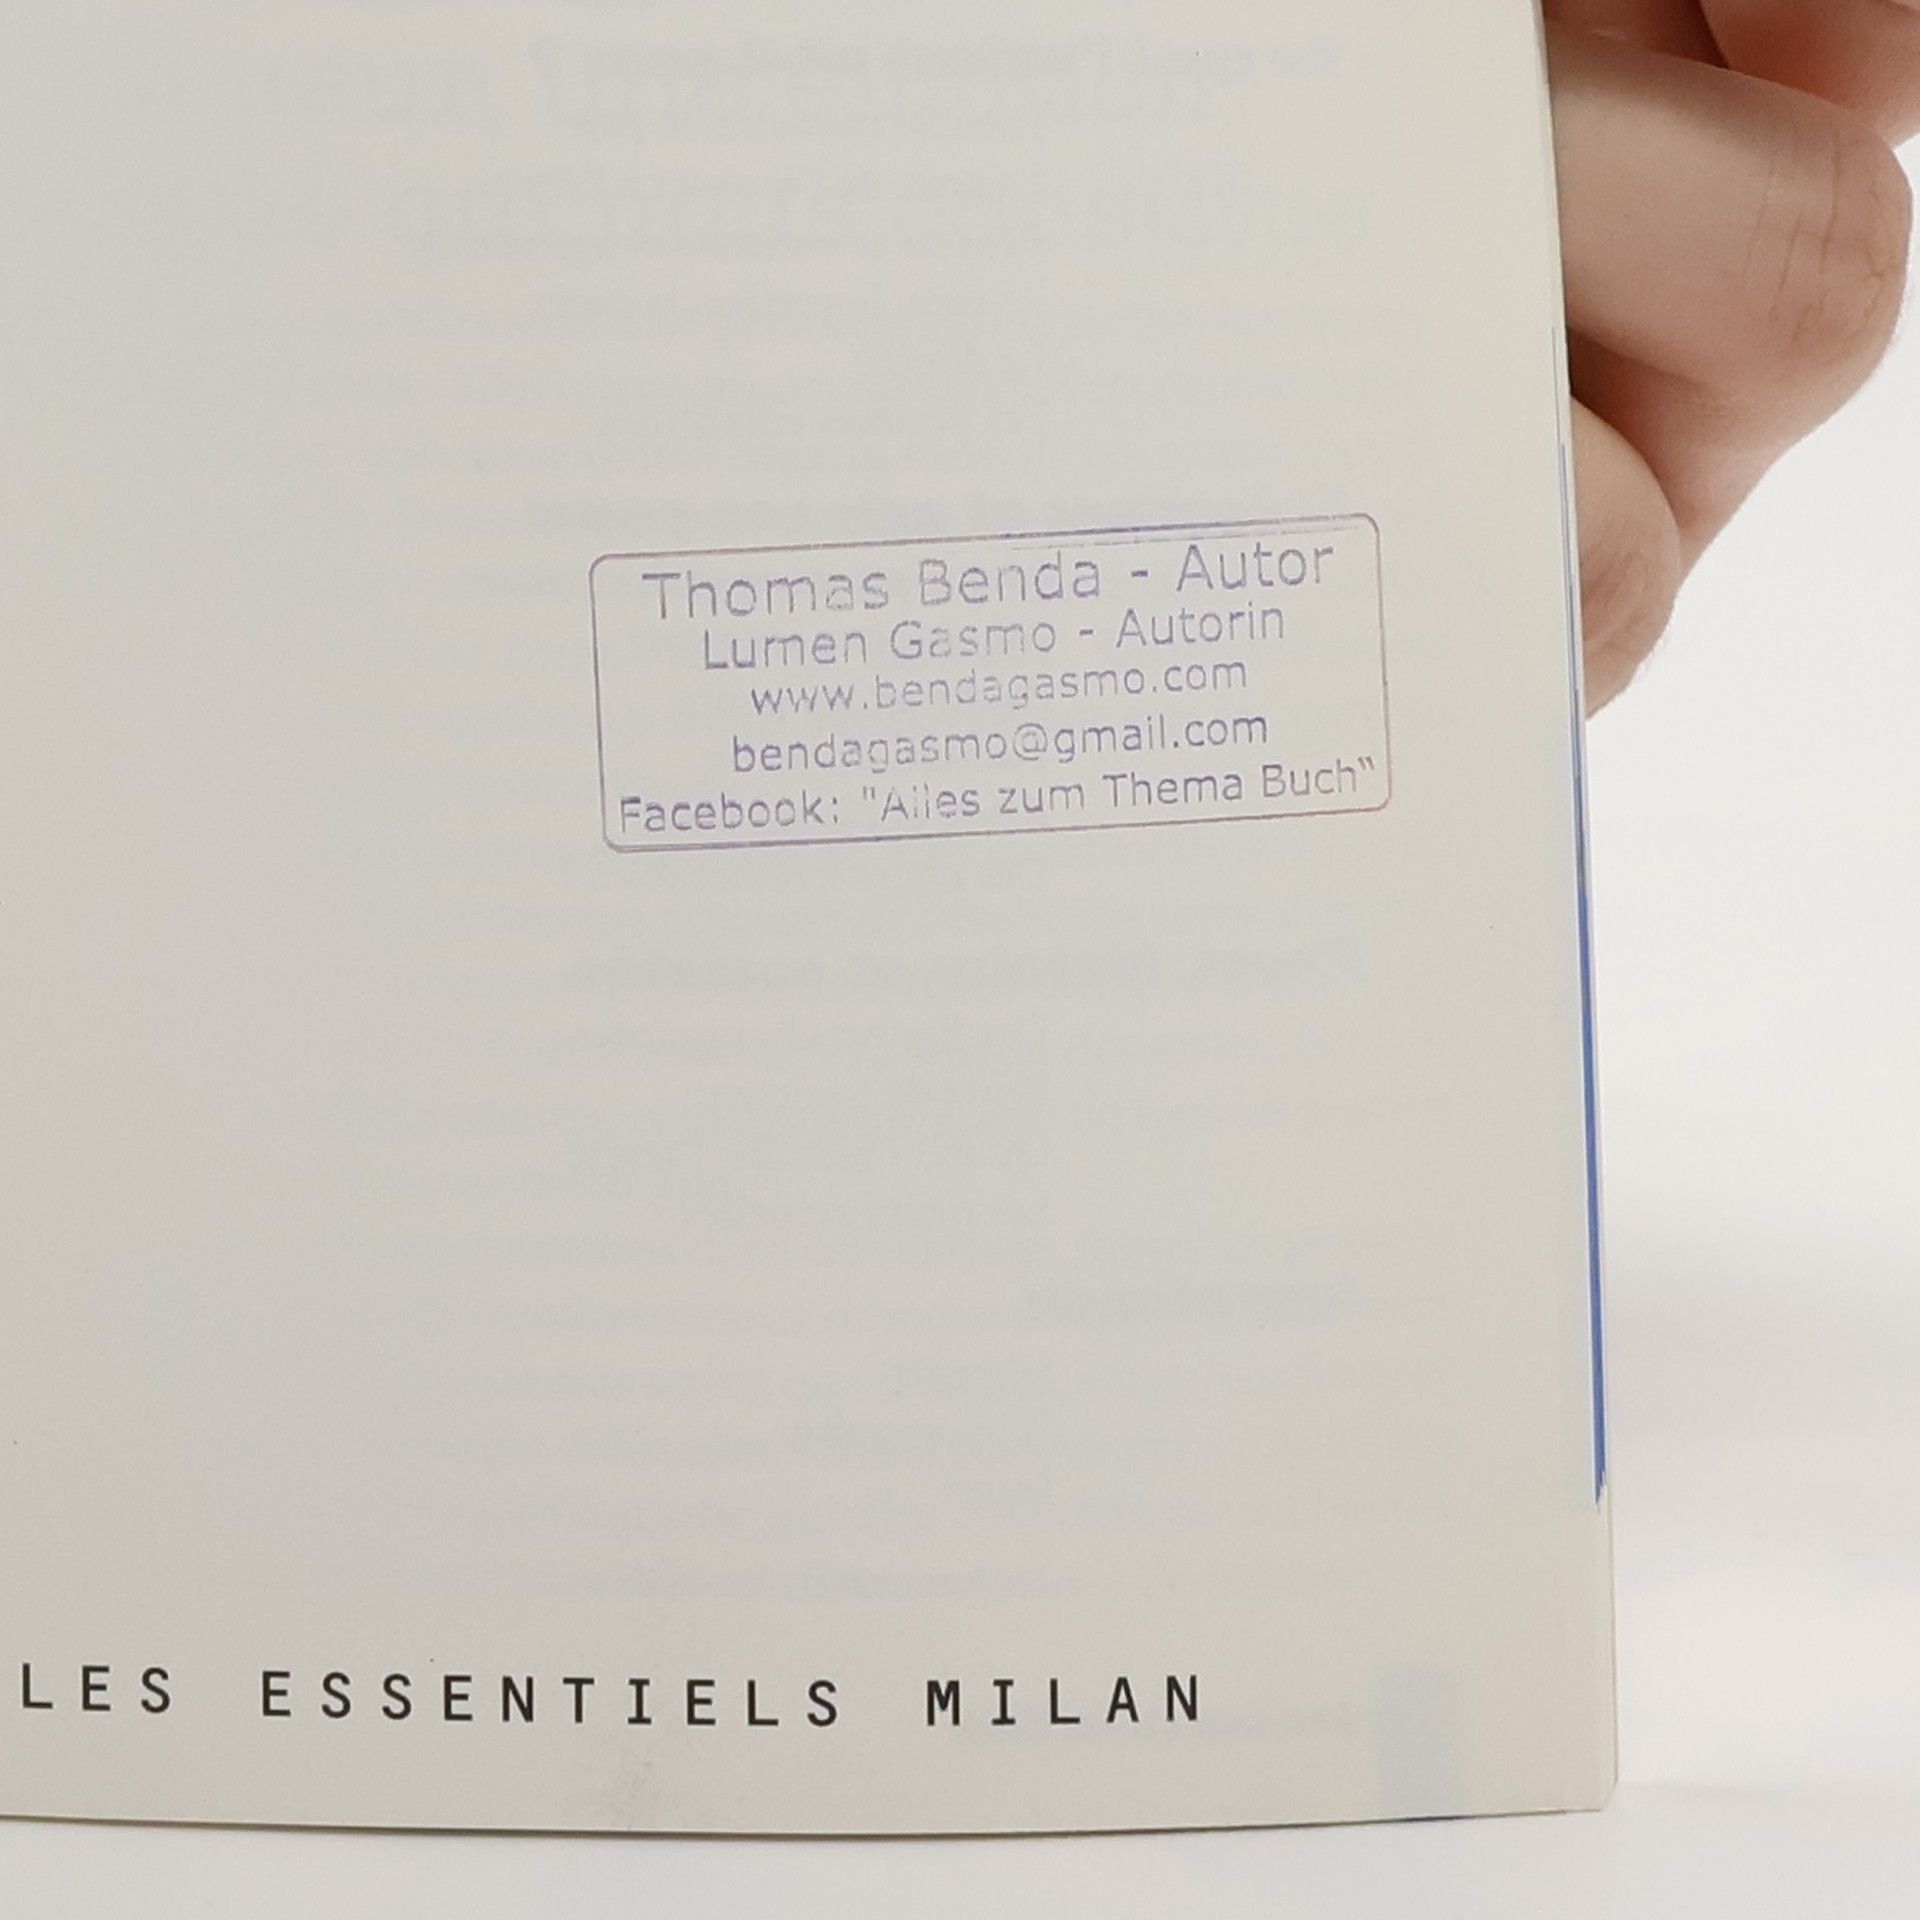 Thomas Benda - Autor
Lumen Gasmo - Autorin
www.bendagasmo.com
bendagasmo@gmail.com
Facebook: "Alles zum Thema Buch"
LES ESSENTIELS MILAN